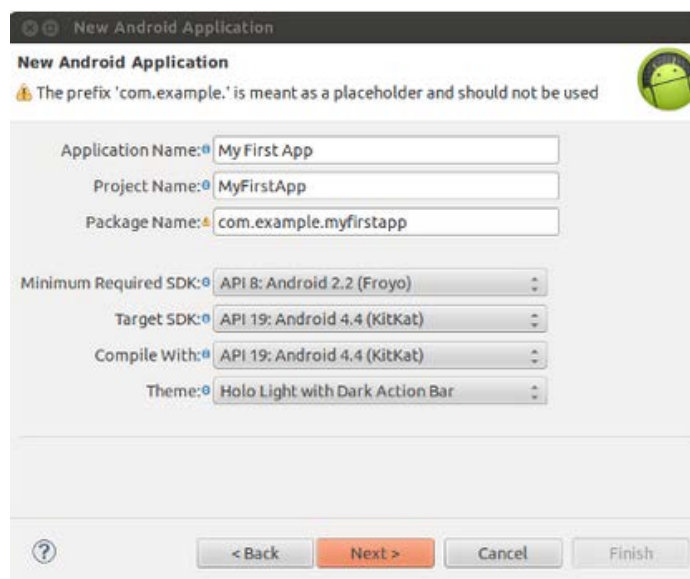 New Android Application
New Android Application
The prefix 'com.example.' is meant as a placeholder and should not be used
Application Name: My First App
Project Name: MyFirstApp
Package Name: com.example.myfirstapp
Minimum Required SDK: API 8: Android 2.2 (Froyo)
Target SDK: API 19: Android 4.4 (KitKat)
Compile With: API 19: Android 4.4 (KitKat)
Theme: Holo Light with Dark Action Bar
? < Back Next > Cancel Finish